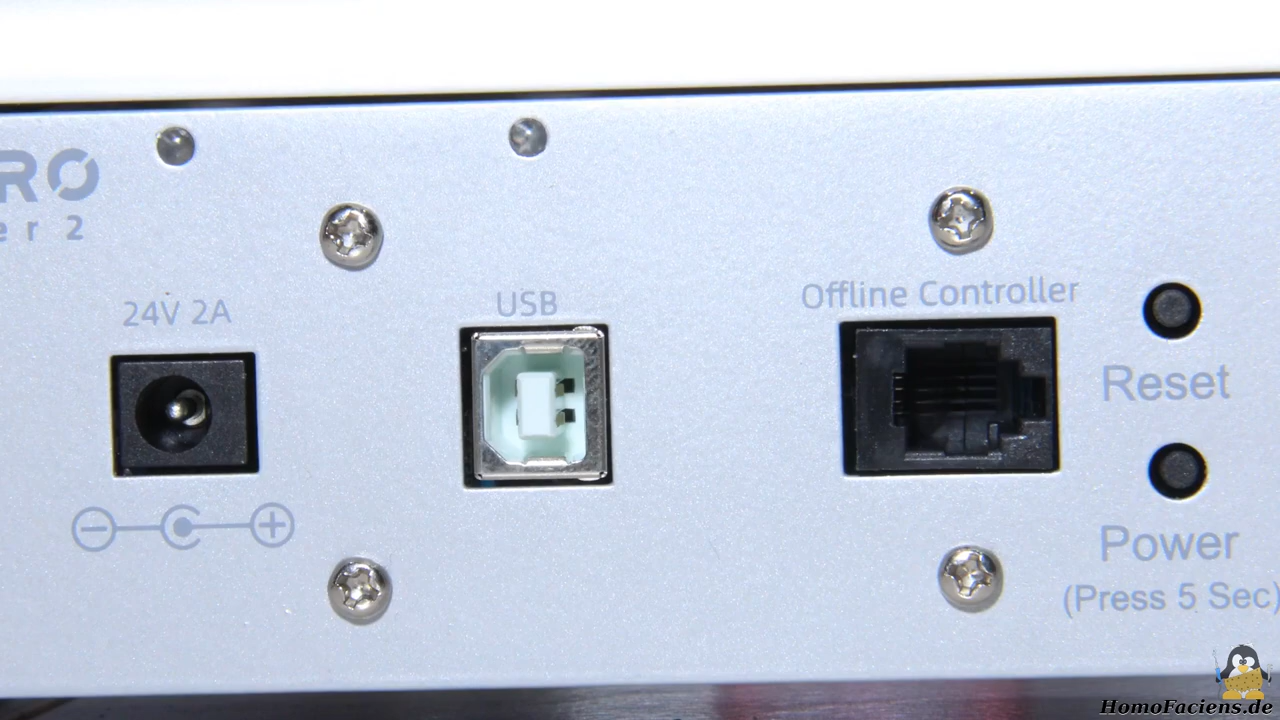 RO
er 2
24V 2A
USB
Offline Controller
Reset
Power
(Press 5 Sec)
HomoFaciens.de